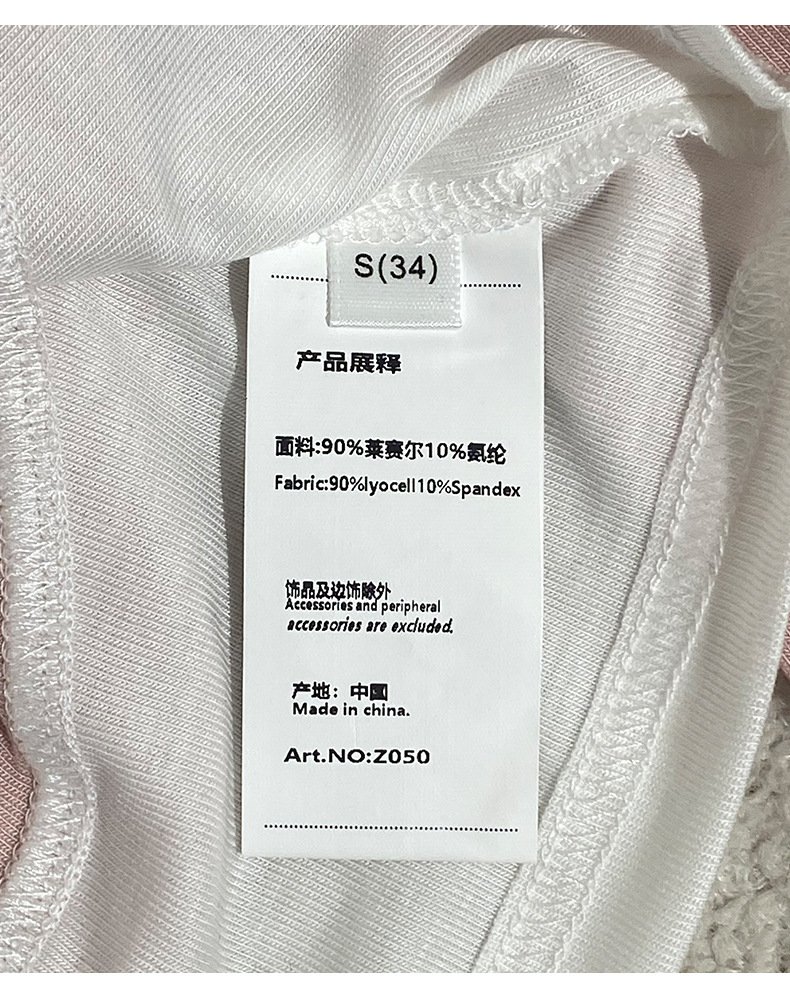 S(34)
产品展释
面料:90%莱赛尔10%氨纶
Fabric:90%lyocell10%Spandex
饰品及边饰除外
Accessories and peripheral
accessories are excluded.
产地：中国
Made in china.
Art.NO:Z050